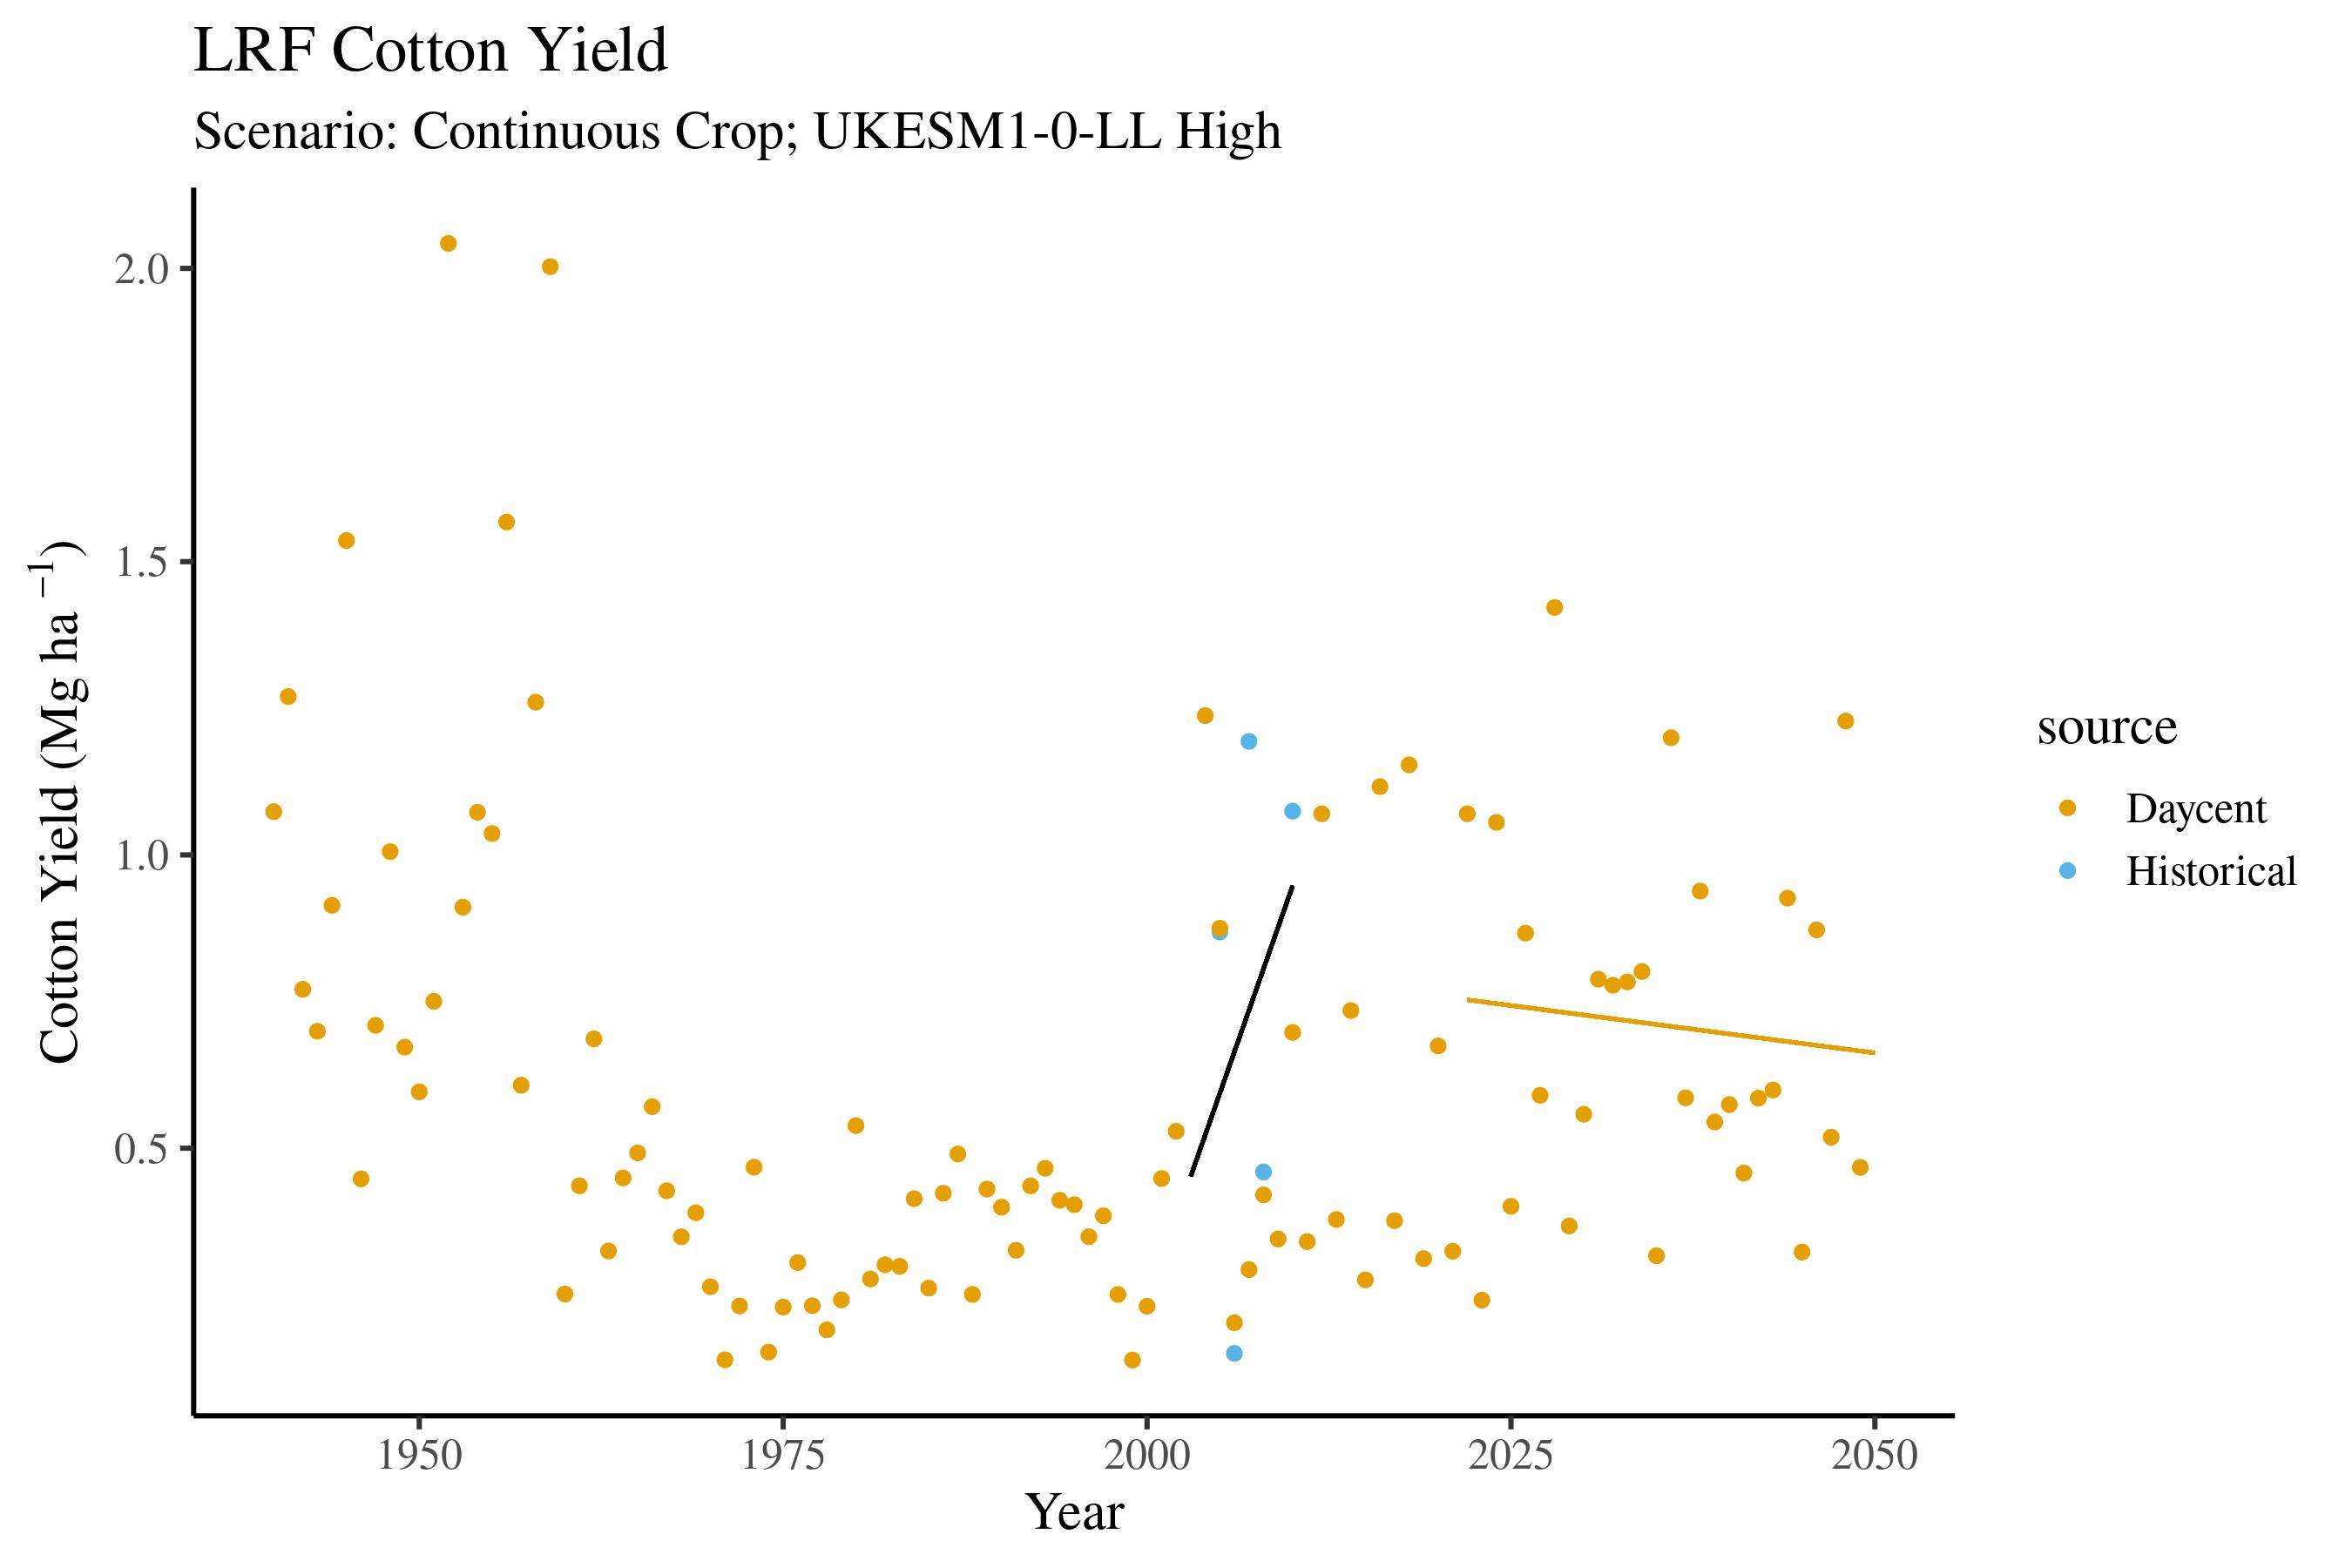 LRF Cotton Yield
Scenario: Continuous Crop; UKESM1-0-LL High
Cotton Yield (Mg ha⁻¹)
2.0
1.5
1.0
0.5
1950 1975 2000 2025 2050
Year
source
Daycent
Historical